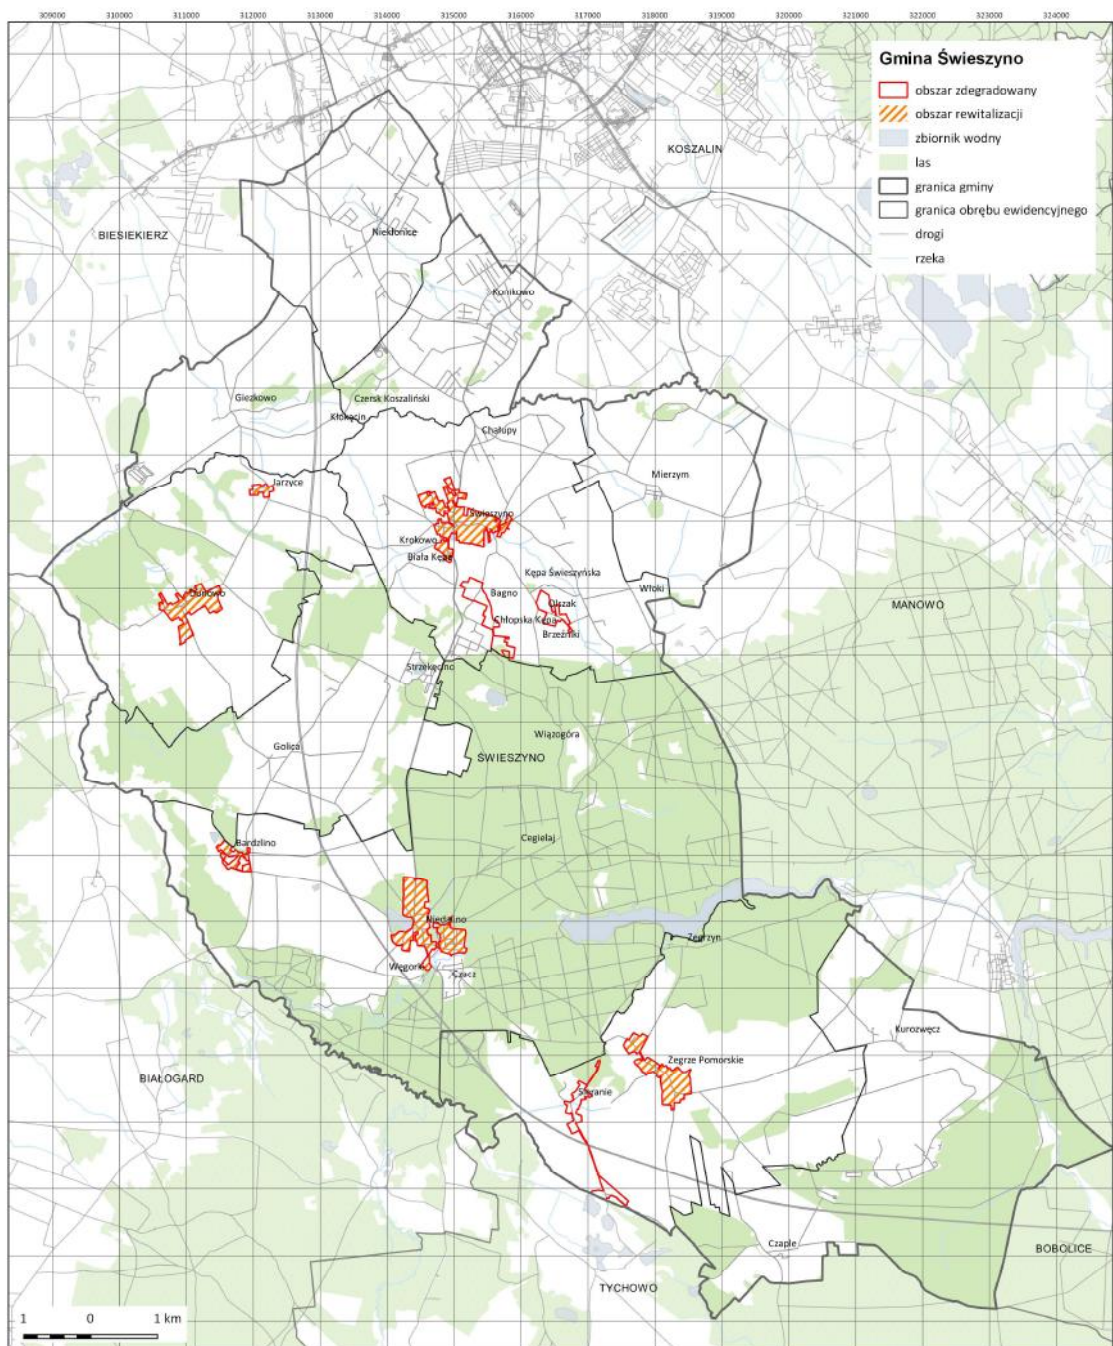 309000 310000 311000 312000 313000 314000 315000 316000 317000 318000 319000 320000 321000 322000 323000 324000
Gmina Świeszyno
obszar zdegradowany
obszar rewitalizacji
zbiornik wodny
las
granica gminy
granica obrębu ewidencyjnego
drogi
rzeka
KOSZALIN
BIESIEKIERZ
Niekłonice
Konikowo
Giezkowo
Czersk Koszaliński
Kłokęcin
Chałupy
Mierzym
Jarzyce
Świeszyno
Krokowo
Biała Kępa
Kępa Świeszyńska
Włoki
Dunowo
Bagno
Olszak
MANOWO
Chłopska Kępa
Brzeźniki
Strzekęcino
Wiązogóra
Golica
ŚWIESZYNO
Cegielaj
Bardzlino
Niedalino
Zegrzyn
Węgorki
Czacz
Kurozwęcz
Zegrze Pomorskie
BIAŁOGARD
Sieranie
Czaple
BOBOLICE
TYCHOWO
1 0 1 km